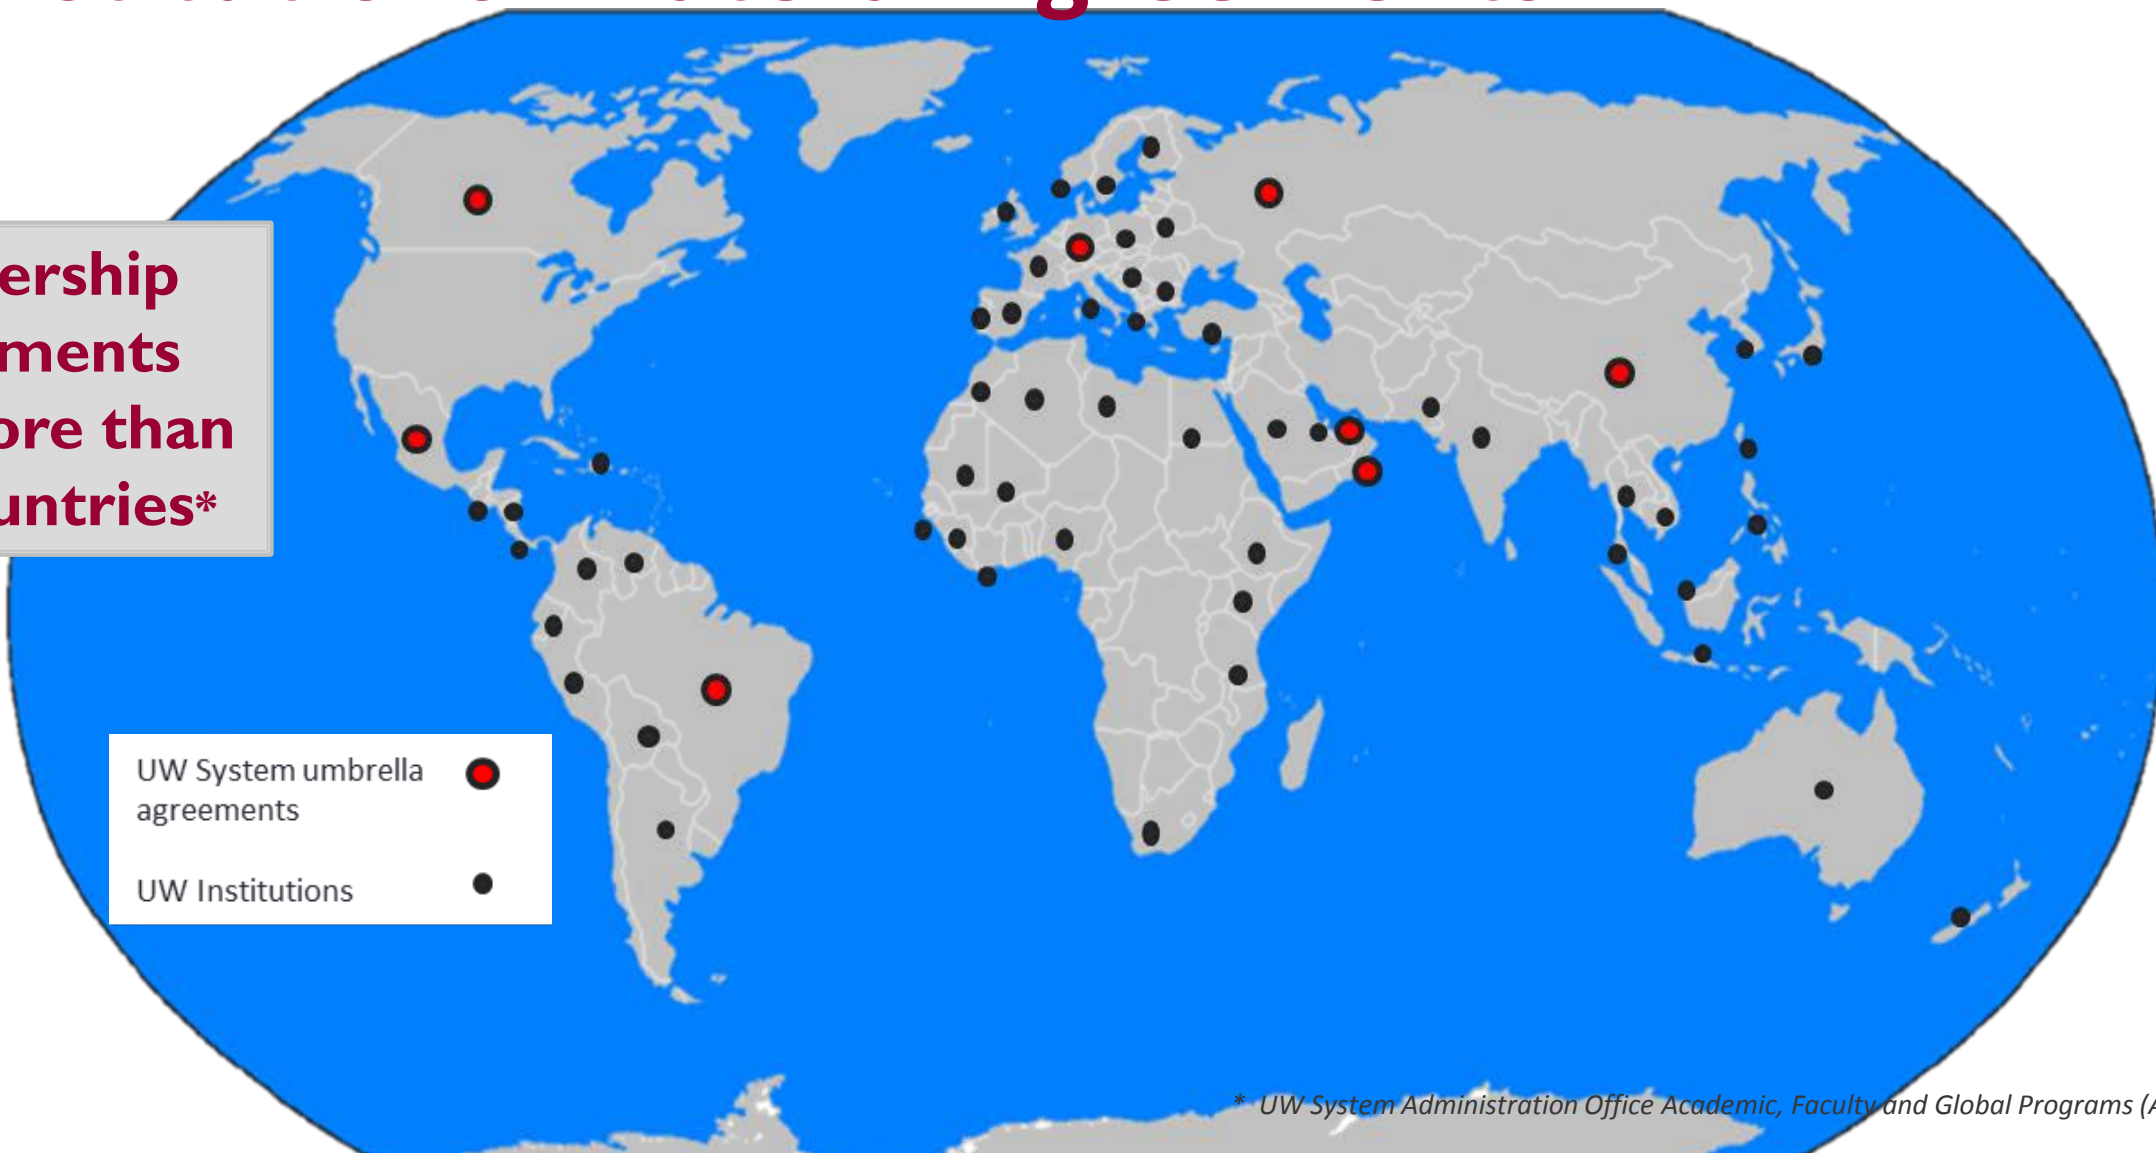 ership
ments
ore than
untries*
UW System umbrella
agreements
UW Institutions
* UW System Administration Office Academic, Faculty and Global Programs (A